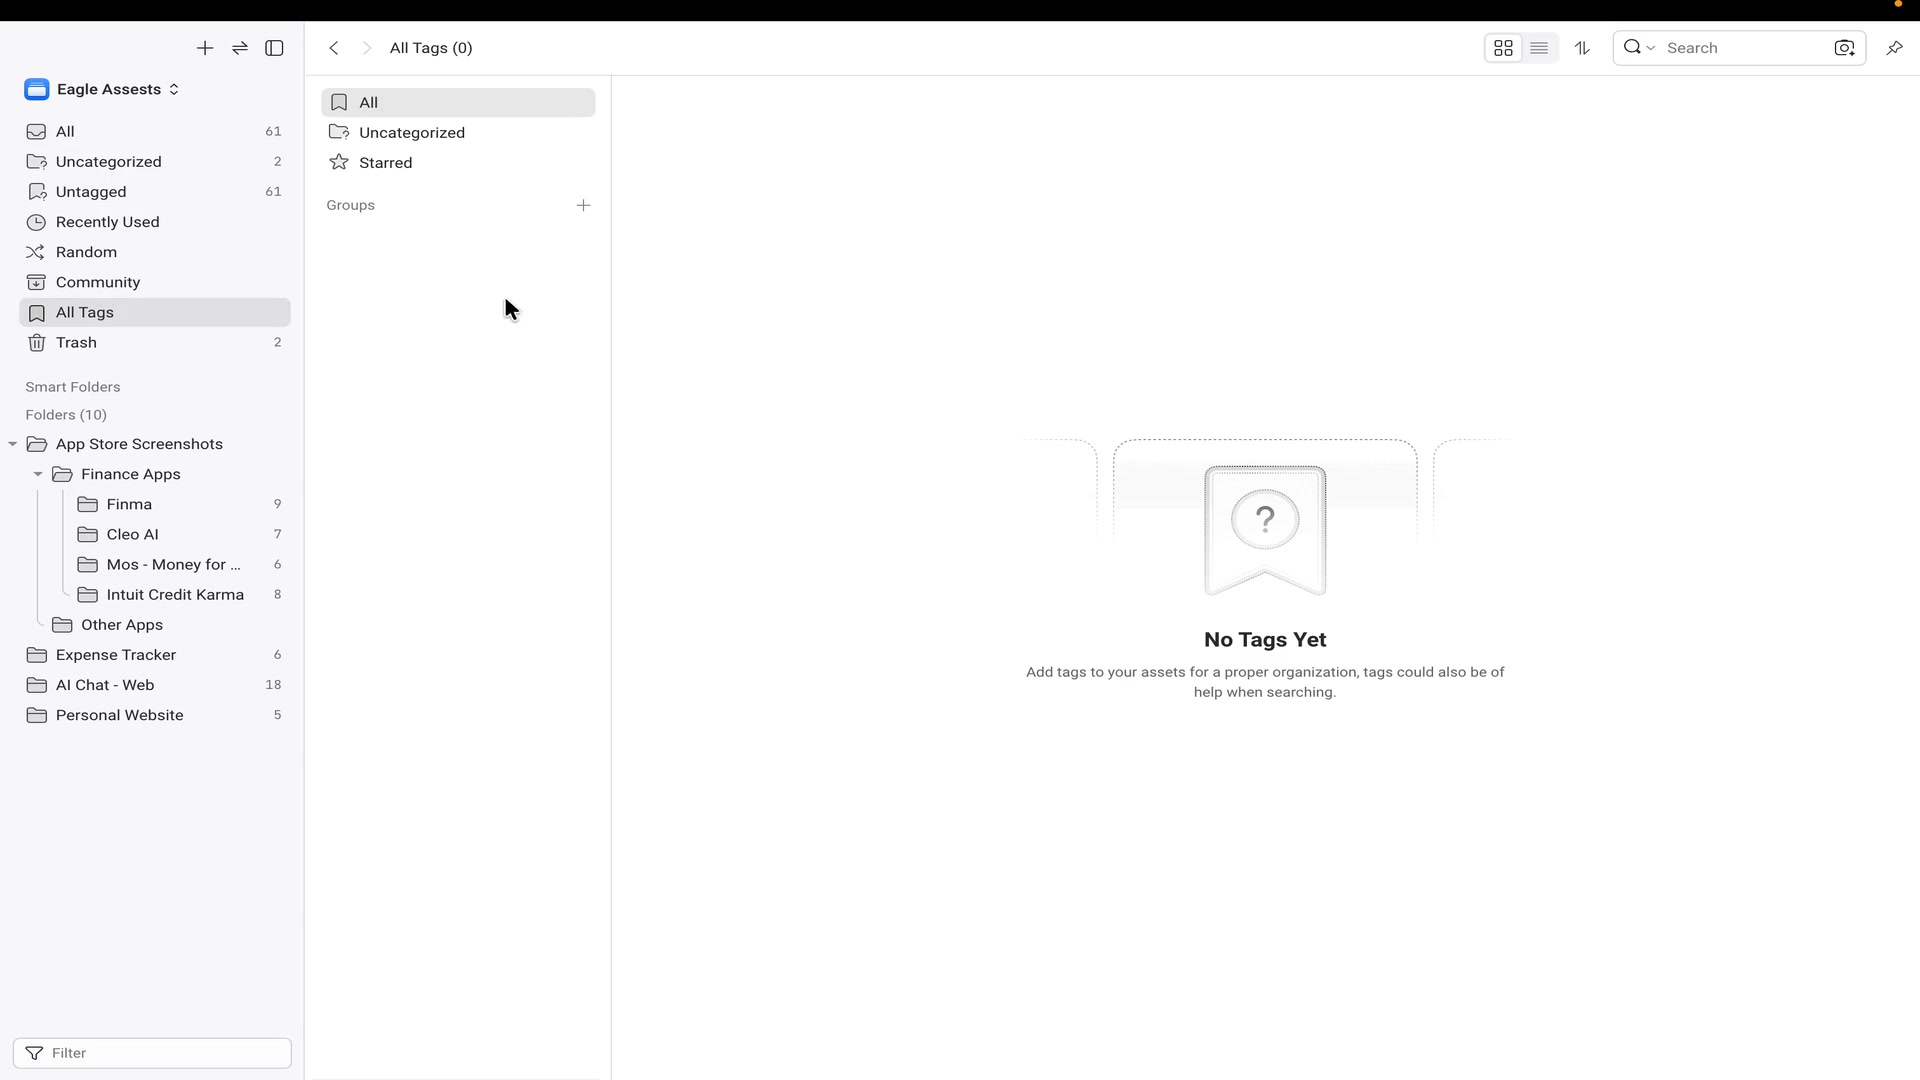 All Tags (0)
Search
Eagle Assests
All 61
Uncategorized 2
Untagged 61
Recently Used
Random
Community
All Tags
Trash 2
Smart Folders
Folders (10)
App Store Screenshots
Finance Apps
Finma 9
Cleo AI 7
Mos - Money for ... 6
Intuit Credit Karma 8
Other Apps
Expense Tracker 6
AI Chat - Web 18
Personal Website 5
Filter
All
Uncategorized
Starred
Groups
?
No Tags Yet
Add tags to your assets for a proper organization, tags could also be of
help when searching.